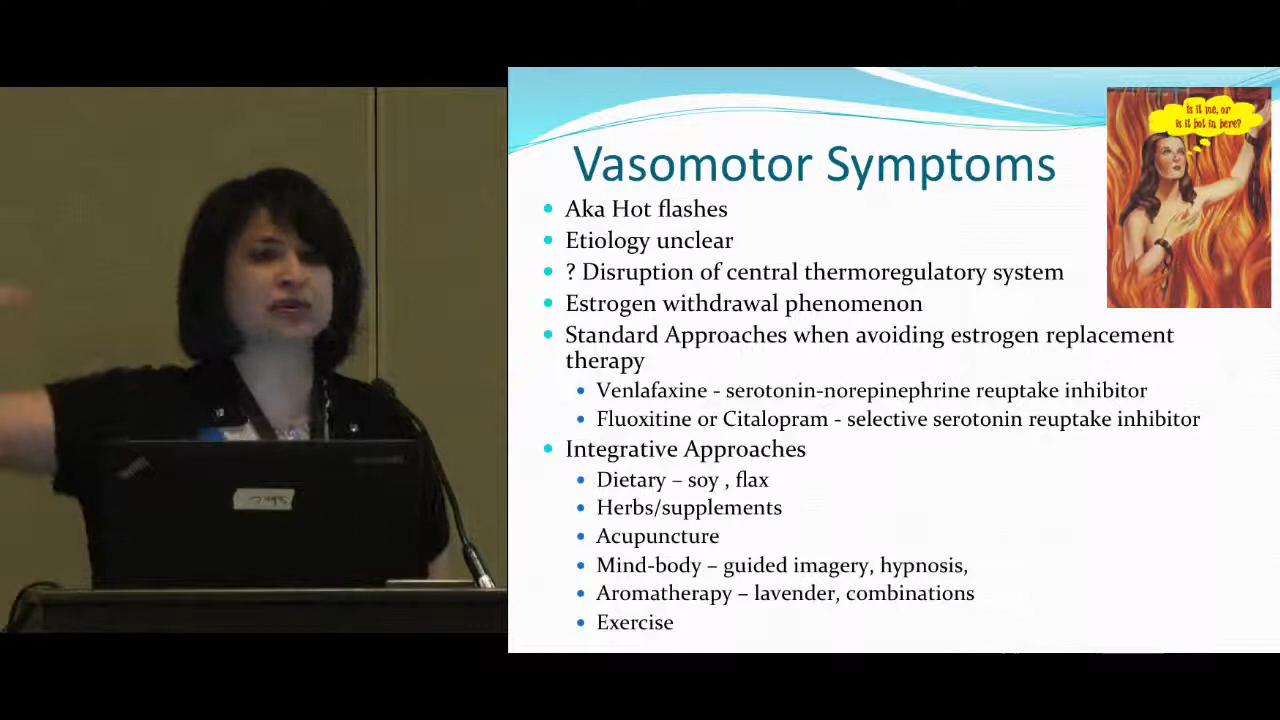 Is it me, or
is it hot in here?
Vasomotor Symptoms
Aka Hot flashes
Etiology unclear
? Disruption of central thermoregulatory system
Estrogen withdrawal phenomenon
Standard Approaches when avoiding estrogen replacement
therapy
Venlafaxine - serotonin-norepinephrine reuptake inhibitor
Fluoxitine or Citalopram - selective serotonin reuptake inhibitor
Integrative Approaches
Dietary – soy , flax
Herbs/supplements
Acupuncture
Mind-body – guided imagery, hypnosis,
Aromatherapy – lavender, combinations
Exercise